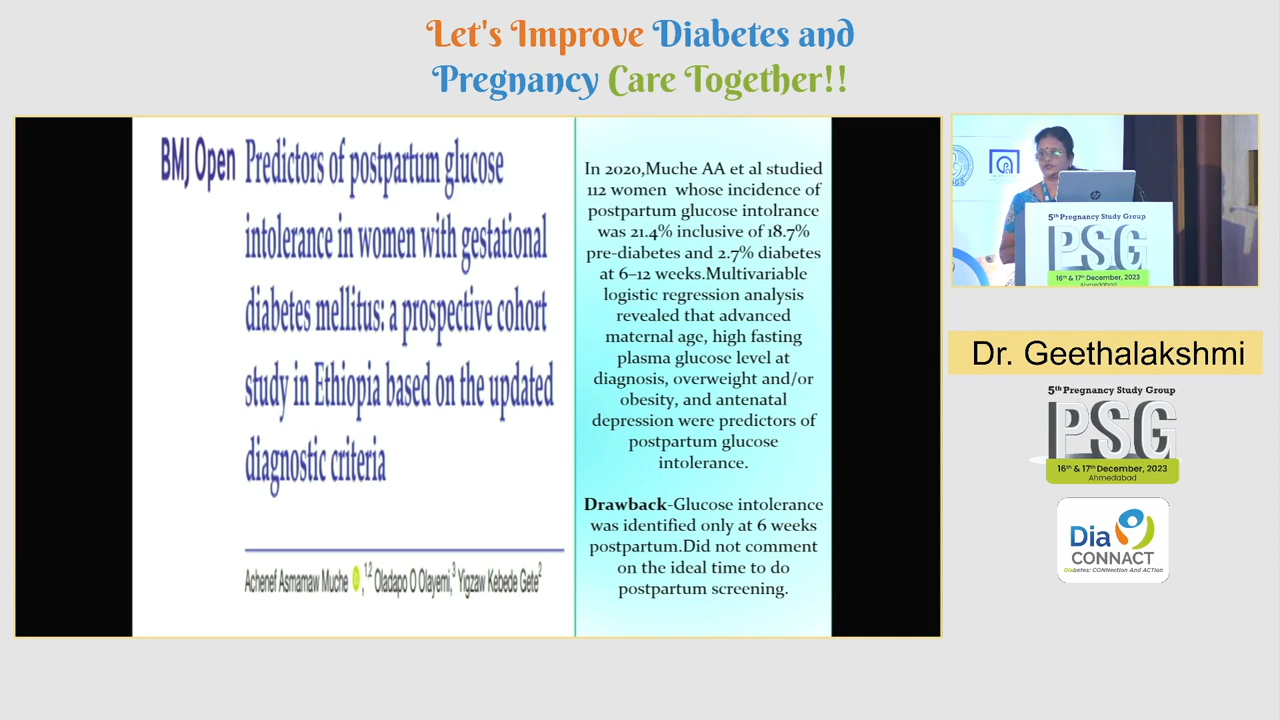 Let's Improve Diabetes and
Pregnancy Care Together!!
BMJ Open
Predictors of postpartum glucose
intolerance in women with gestational
diabetes mellitus: a prospective cohort
study in Ethiopia based on the updated
diagnostic criteria
Achenef Asmamaw Muche ,1,2 Oladapo O Olayemi,3 Yigzaw Kebede Gete2
In 2020,Muche AA et al studied
112 women whose incidence of
postpartum glucose intolrance
was 21.4% inclusive of 18.7%
pre-diabetes and 2.7% diabetes
at 6–12 weeks.Multivariable
logistic regression analysis
revealed that advanced
maternal age, high fasting
plasma glucose level at
diagnosis, overweight and/or
obesity, and antenatal
depression were predictors of
postpartum glucose
intolerance.
Drawback-Glucose intolerance
was identified only at 6 weeks
postpartum.Did not comment
on the ideal time to do
postpartum screening.
hp
5th Pregnancy Study Group
PSG
16th & 17th December, 2023
Ahmedabad
Dr. Geethalakshmi
5th Pregnancy Study Group
PSG
16th & 17th December, 2023
Ahmedabad
Dia
CONNACT
Diabetes: CONNection And ACTion